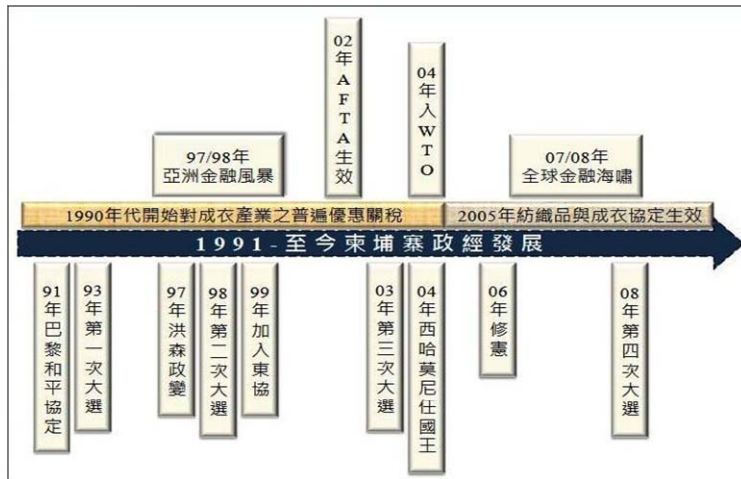 02年AFTA生效
04年入WTO
97/98年
亞洲金融風暴
07/08年
全球金融海嘯
1990年代開始對成衣產業之普遍優惠關稅
2005年紡織品與成衣協定生效
1991-至今柬埔寨政經發展
91年巴黎和平協定
93年第一次大選
97年洪森政變
98年第二次大選
99年加入東協
03年第三次大選
04年西哈莫尼仕國王
06年修憲
08年第四次大選